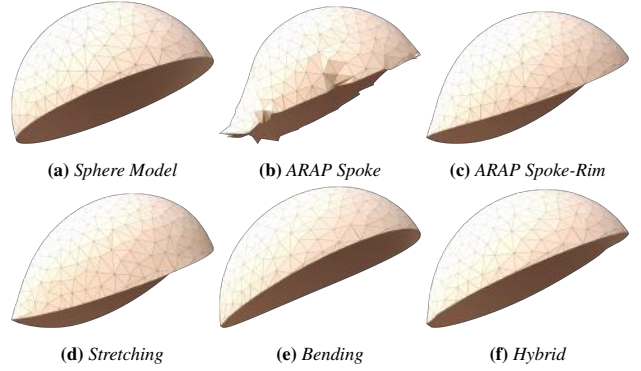 (a) Sphere Model
(b) ARAP Spoke
(c) ARAP Spoke-Rim
(d) Stretching
(e) Bending
(f) Hybrid